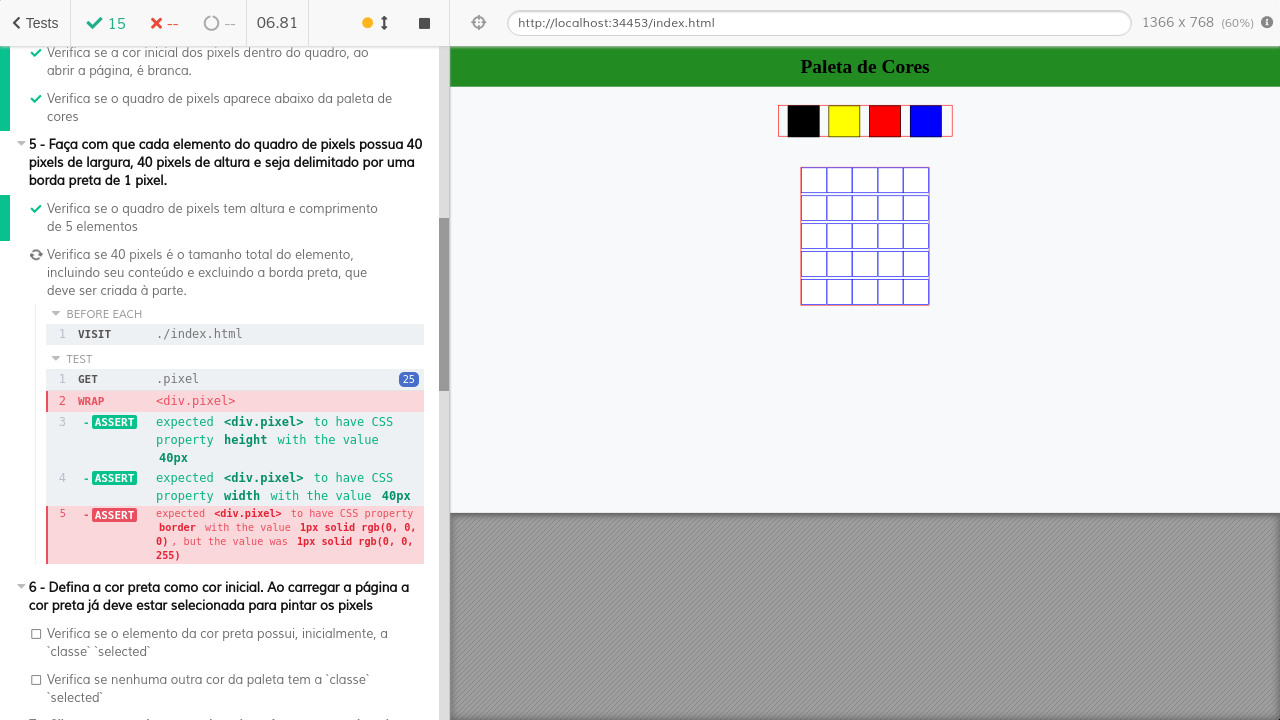 Tests
15
--
--
06.81
http://localhost:34453/index.html
1366 x 768 (60%)
Verifica se a cor inicial dos pixels dentro do quadro, ao
abrir a página, é branca.
Verifica se o quadro de pixels aparece abaixo da paleta de
cores
5 - Faça com que cada elemento do quadro de pixels possua 40
pixels de largura, 40 pixels de altura e seja delimitado por uma
borda preta de 1 pixel.
Verifica se o quadro de pixels tem altura e comprimento
de 5 elementos
Verifica se 40 pixels é o tamanho total do elemento,
incluindo seu conteúdo e excluindo a borda preta, que
deve ser criada à parte.
BEFORE EACH
1 VISIT ./index.html
TEST
1 GET .pixel 25
2 WRAP <div.pixel>
3 -ASSERT expected <div.pixel> to have CSS
property height with the value
40px
4 -ASSERT expected <div.pixel> to have CSS
property width with the value 40px
5 -ASSERT expected <div.pixel> to have CSS property
border with the value 1px solid rgb(0, 0,
0), but the value was 1px solid rgb(0, 0,
255)
6 - Defina a cor preta como cor inicial. Ao carregar a página a
cor preta já deve estar selecionada para pintar os pixels
Verifica se o elemento da cor preta possui, inicialmente, a
`classe` `selected`
Verifica se nenhuma outra cor da paleta tem a `classe`
`selected`
Paleta de Cores